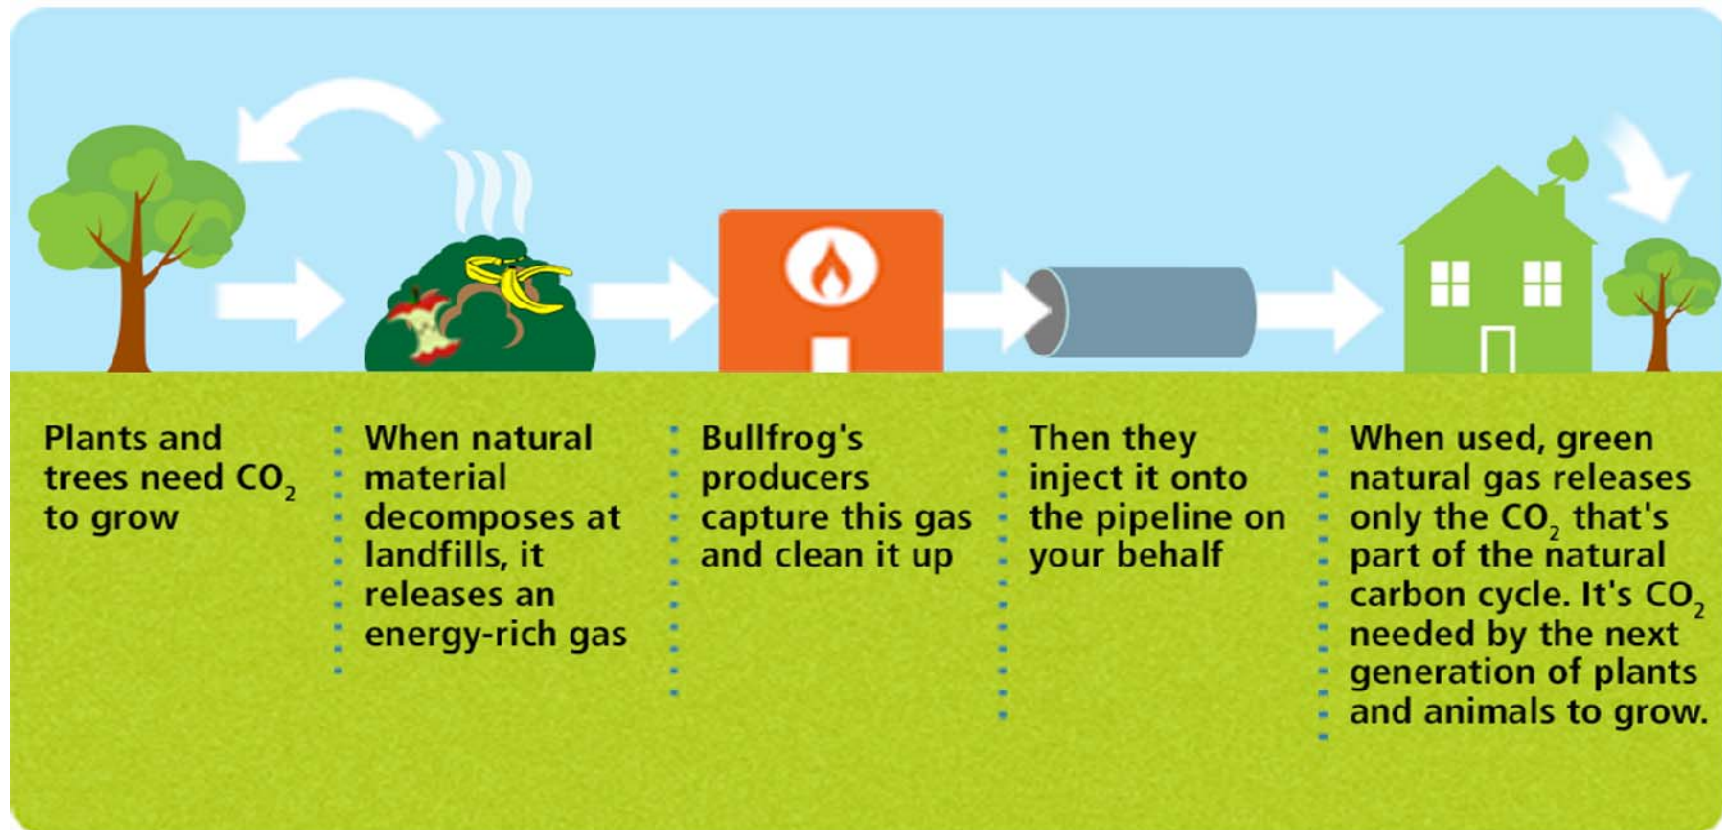 Plants and
trees need CO₂
to grow
When natural
material
decomposes at
landfills, it
releases an
energy-rich gas
Bullfrog's
producers
capture this gas
and clean it up
Then they
inject it onto
the pipeline on
your behalf
When used, green
natural gas releases
only the CO₂ that's
part of the natural
carbon cycle. It's CO₂
needed by the next
generation of plants
and animals to grow.